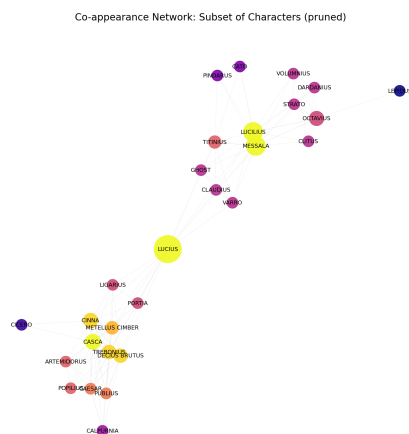 Co-appearance Network: Subset of Characters (pruned)
CATO
PINDARUS
VOLUMNIUS
DARDANIUS
STRATO
OCTAVIUS
LUCILIUS
TITINIUS
MESSALA
CLITUS
GHOST
CLAUDIUS
VARRO
LUCIUS
LIGARIUS
PORTIA
CINNA
CICERO
METELLUS CIMBER
CASCA
TREBONIUS
DECIUS BRUTUS
ARTEMIDORUS
POPILIUS
CAESAR
PUBLIUS
CALPURNIA